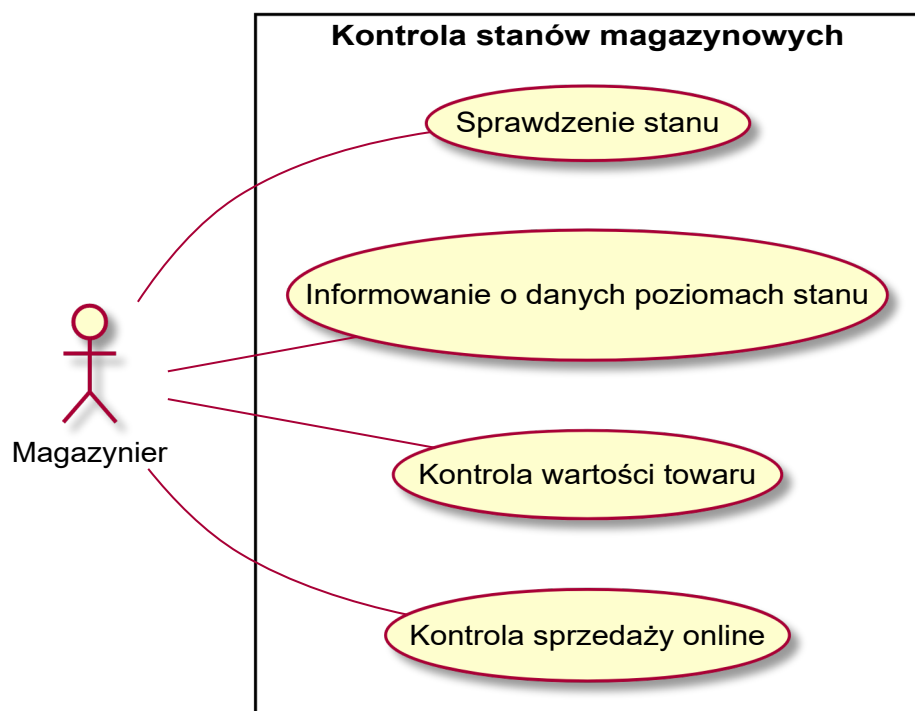 Kontrola stanów magazynowych
Sprawdzenie stanu
Informowanie o danych poziomach stanu
Magazynier
Kontrola wartości towaru
Kontrola sprzedaży online